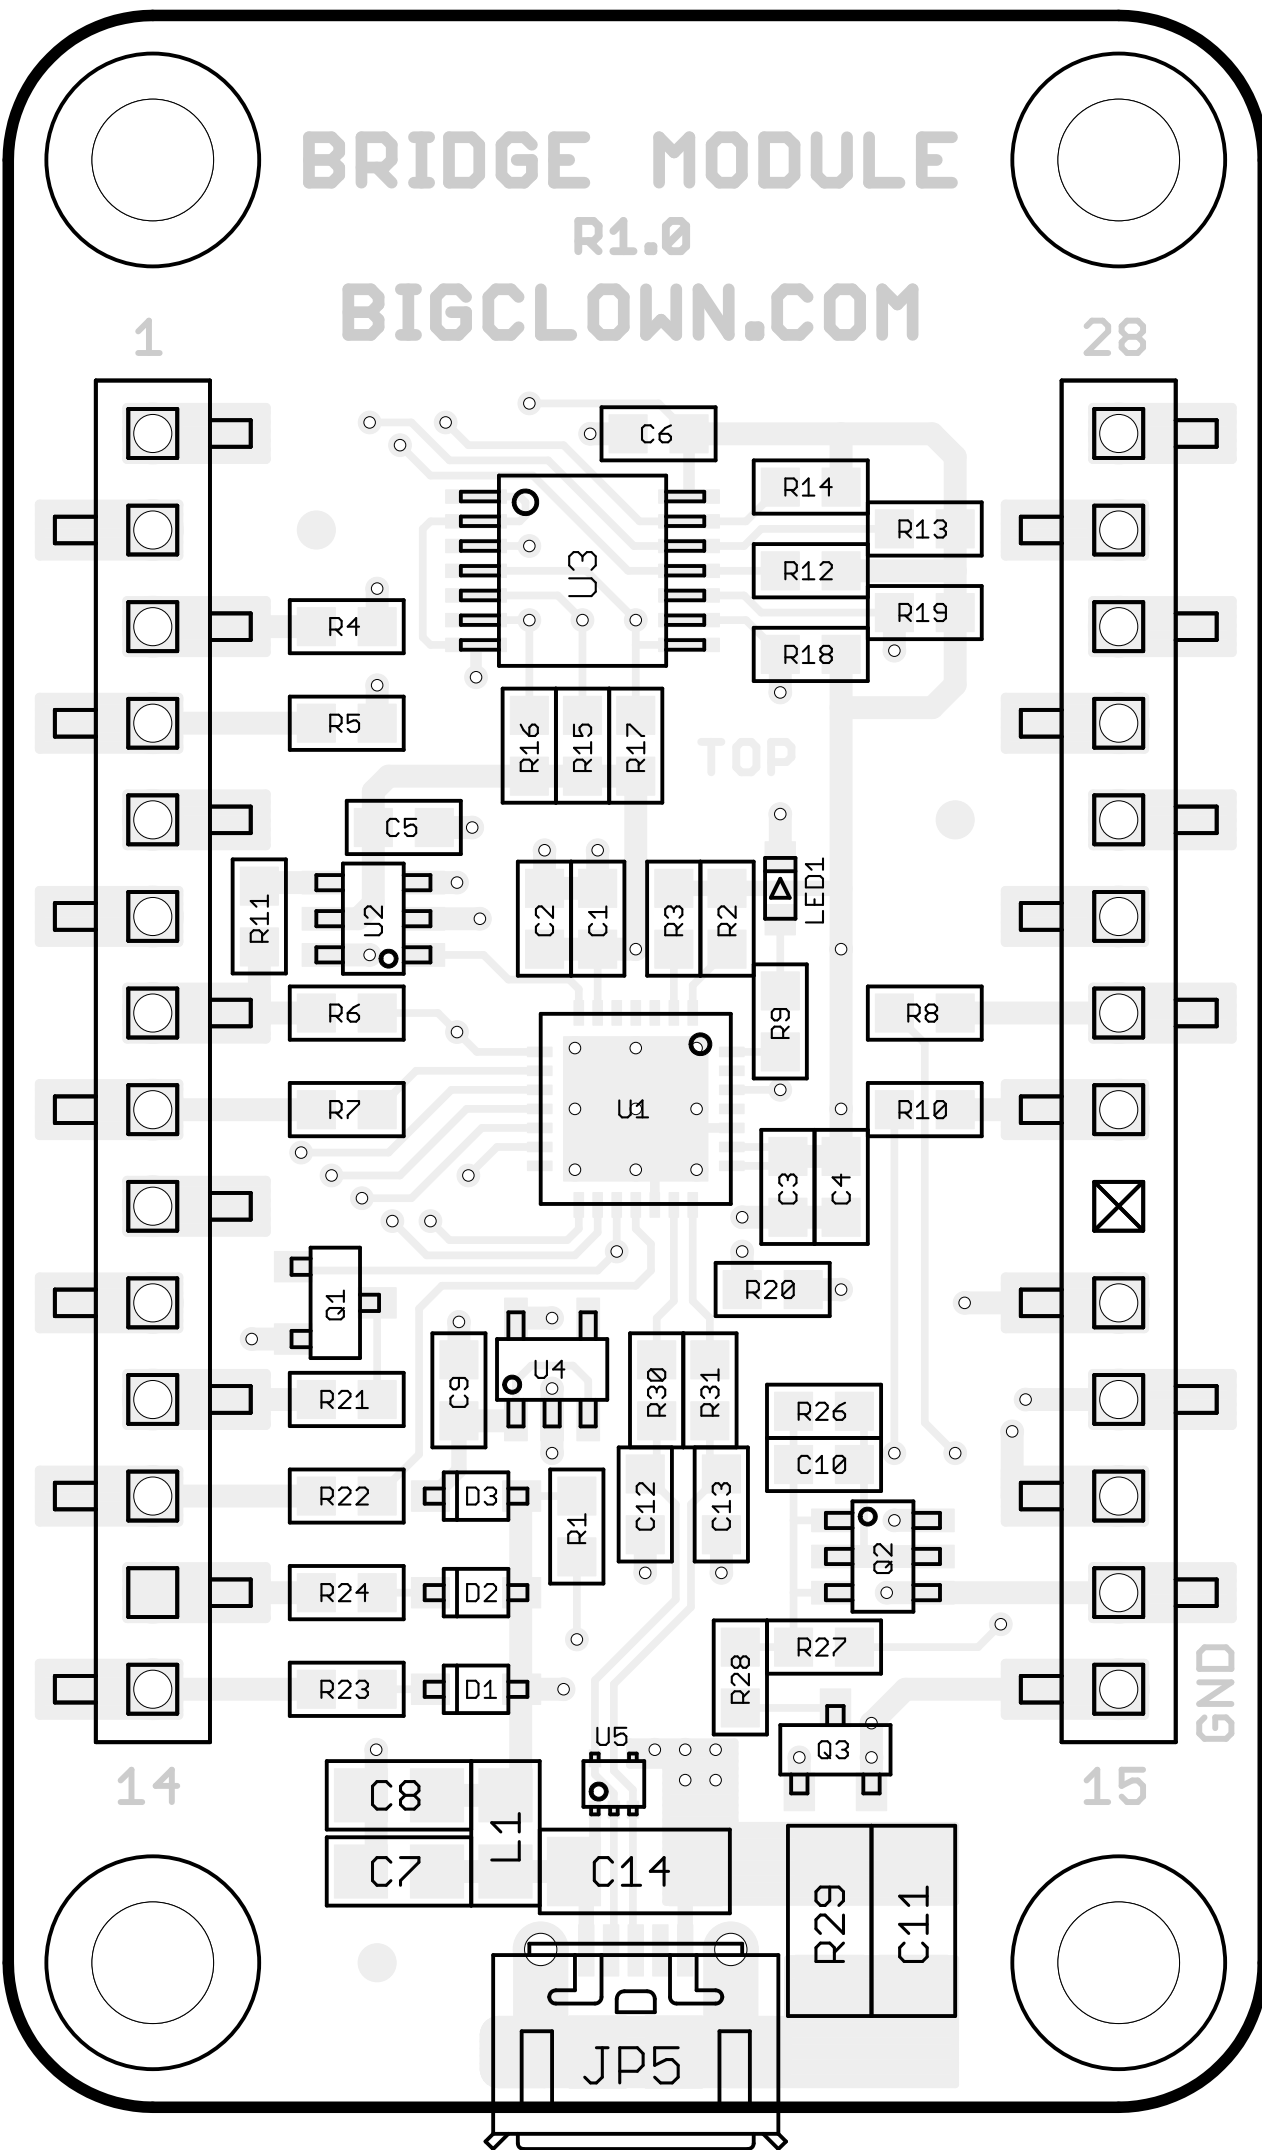 BRIDGE MODULE
R1.0
BIGCLOWN.COM
1
28
C6
R14
R13
U3
R12
R19
R4
R18
R5
R16
R15
R17
TOP
C5
R11
U2
C2
C1
R3
R2
LED1
R6
R9
R8
R7
U1
R10
C3
C4
R20
Q1
U4
R21
C9
R30
R31
R26
C10
R22
D3
R1
C12
C13
Q2
R24
D2
R27
R23
D1
R28
GND
U5
Q3
14
15
C8
L1
C7
C14
R29
C11
JP5